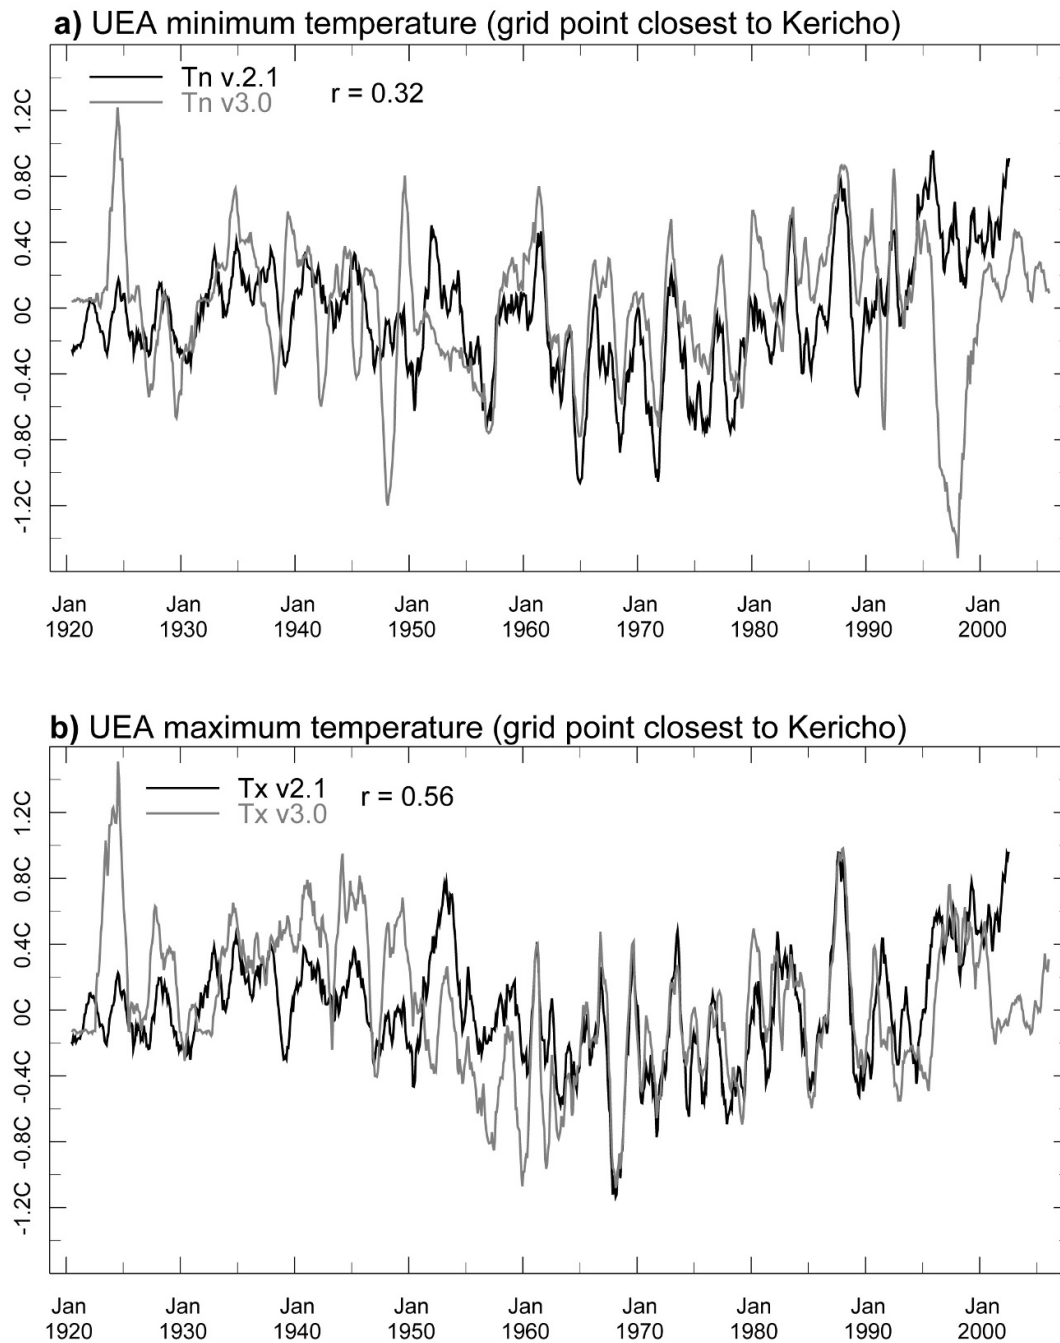 a) UEA minimum temperature (grid point closest to Kericho)
Tn v.2.1
Tn v3.0
r = 0.32
1.2C
0.8C
0.4C
0C
-0.4C
-0.8C
-1.2C
Jan Jan Jan Jan Jan Jan Jan Jan Jan
1920 1930 1940 1950 1960 1970 1980 1990 2000
b) UEA maximum temperature (grid point closest to Kericho)
Tx v2.1
Tx v3.0
r = 0.56
1.2C
0.8C
0.4C
0C
-0.4C
-0.8C
-1.2C
Jan Jan Jan Jan Jan Jan Jan Jan Jan
1920 1930 1940 1950 1960 1970 1980 1990 2000